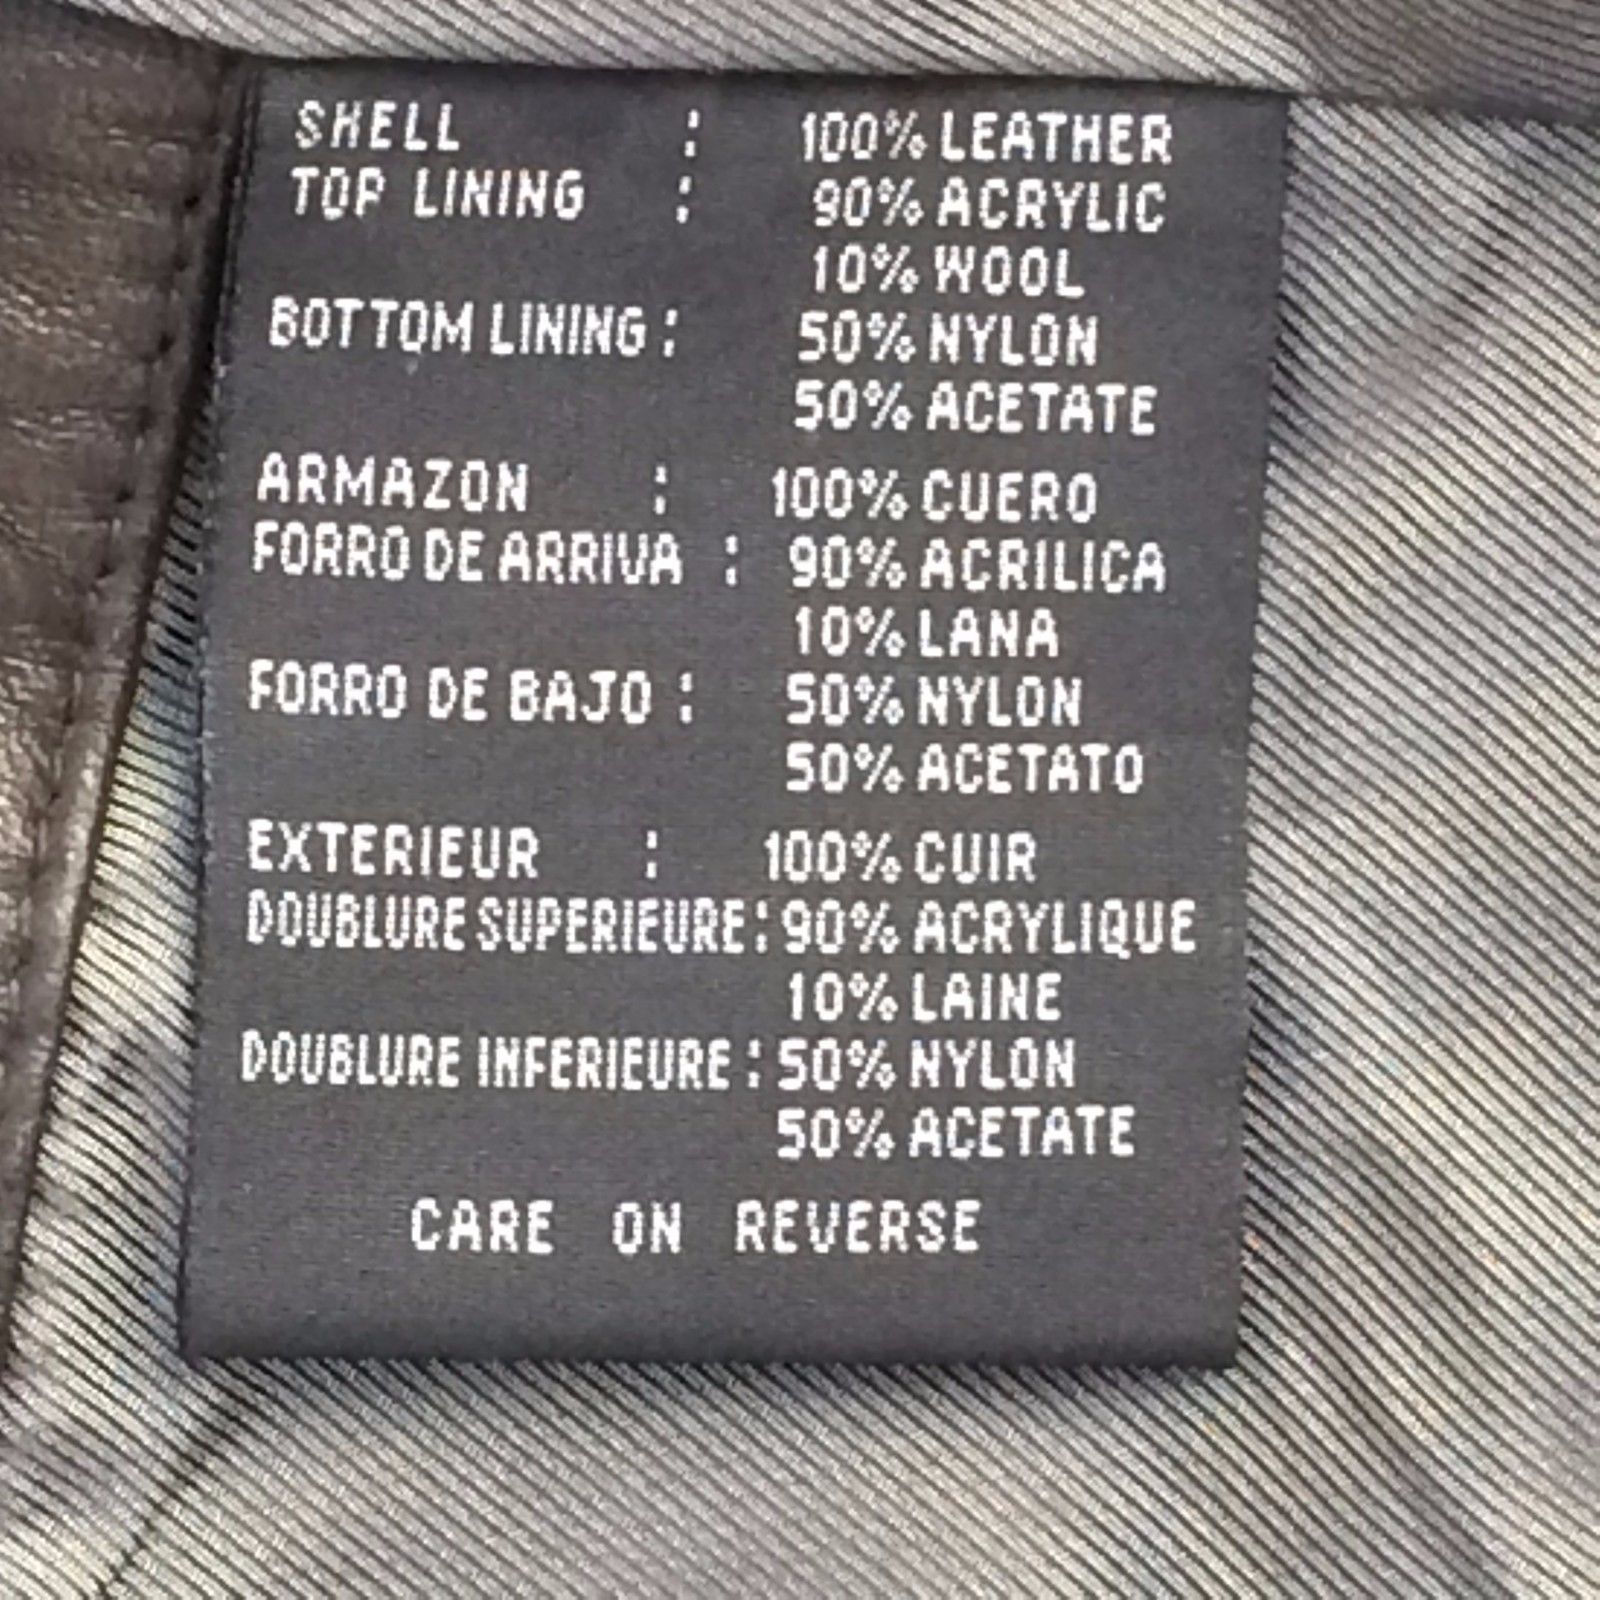 SHELL : 100% LEATHER
TOP LINING : 90% ACRYLIC
10% WOOL
BOTTOM LINING : 50% NYLON
50% ACETATE
ARMAZON : 100% CUERO
FORRO DE ARRIVA : 90% ACRILICA
10% LANA
FORRO DE BAJO : 50% NYLON
50% ACETATO
EXTERIEUR : 100% CUIR
DOUBLURE SUPERIEURE : 90% ACRYLIQUE
10% LAINE
DOUBLURE INFERIEURE : 50% NYLON
50% ACETATE
CARE ON REVERSE